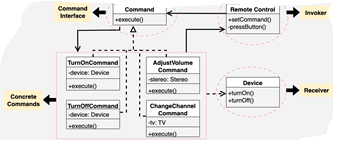 Command
Interface
Command
+execute()
Remote Control
+setCommand()
-pressButton()
Invoker
TurnOnCommand
-device: Device
+execute()
AdjustVolume
Command
-stereo: Stereo
+execute()
Device
+turnOn()
+turnOff()
Receiver
Concrete
Commands
TurnOffCommand
-device: Device
+execute()
ChangeChannel
Command
-tv: TV
+execute()